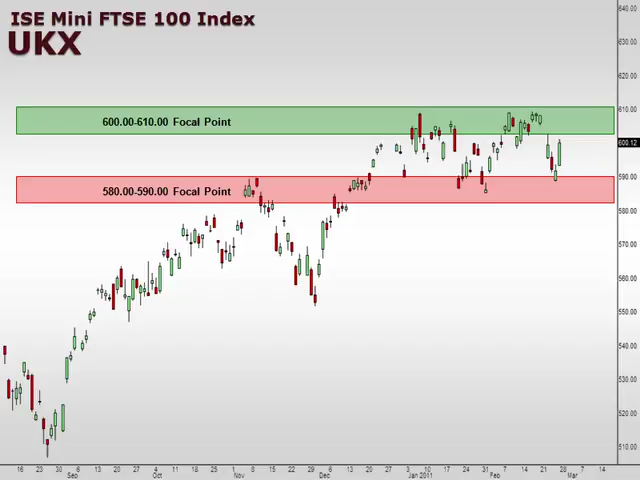 ISE Mini FTSE 100 Index
UKX
640.00
630.00
620.00
610.00
600.00-610.00 Focal Point
600.12
590.00
580.00-590.00 Focal Point
580.00
570.00
560.00
550.00
540.00
530.00
520.00
510.00
16 23 30 8 13 20 27 4 11 18 25 1 8 15 22 29 6 13 20 27 3 10 18 24 31 7 14 21 28 7 14
Sep Oct Nov Dec Jan 2011 Feb Mar